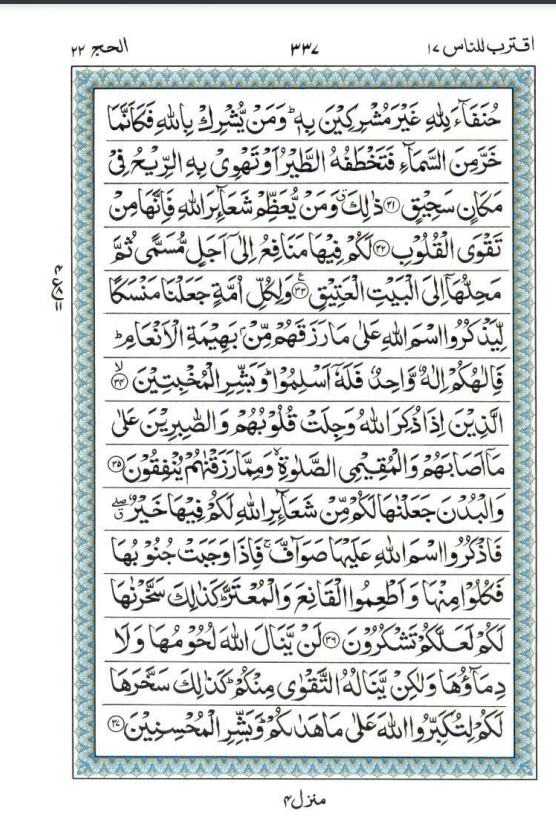 اقترب للناس ١٧ ٣٣٧ الحج ٢٢
حُنَفَآءَ لِلّٰهِ غَيْرَ مُشْرِكِيْنَ بِهٖ ؕ وَمَنْ يُّشْرِكْ بِاللّٰهِ فَكَاَنَّمَا
خَرَّ مِنَ السَّمَآءِ فَتَخْطَفُهُ الطَّيْرُ اَوْ تَهْوِىْ بِهِ الرِّيْحُ فِىْ
مَكَانٍ سَحِيْقٍ ﴿٣١﴾ ذٰلِكَ ۗ وَمَنْ يُّعَظِّمْ شَعَآئِرَ اللّٰهِ فَاِنَّهَا مِنْ
تَقْوَى الْقُلُوْبِ ﴿٣٢﴾ لَكُمْ فِيْهَا مَنَافِعُ اِلٰٓى اَجَلٍ مُّسَمًّى ثُمَّ
مَحِلُّهَاۤ اِلَى الْبَيْتِ الْعَتِيْقِ ﴿٣٣﴾ وَلِكُلِّ اُمَّةٍ جَعَلْنَا مَنْسَكًا
لِّيَذْكُرُوا اسْمَ اللّٰهِ عَلٰى مَا رَزَقَهُمْ مِّنْۢ بَهِيْمَةِ الْاَنْعَامِ ؕ
فَاِلٰهُكُمْ اِلٰهٌ وَّاحِدٌ فَلَهٗۤ اَسْلِمُوْا ؕ وَبَشِّرِ الْمُخْبِتِيْنَ ۙ﴿٣٤﴾
الَّذِيْنَ اِذَا ذُكِرَ اللّٰهُ وَجِلَتْ قُلُوْبُهُمْ وَالصّٰبِرِيْنَ عَلٰى
مَاۤ اَصَابَهُمْ وَالْمُقِيْمِى الصَّلٰوةِ ۙ وَمِمَّا رَزَقْنٰهُمْ يُنْفِقُوْنَ ﴿٣٥﴾
وَالْبُدْنَ جَعَلْنٰهَا لَكُمْ مِّنْ شَعَآئِرِ اللّٰهِ لَكُمْ فِيْهَا خَيْرٌ ۖ ۗ
فَاذْكُرُوا اسْمَ اللّٰهِ عَلَيْهَا صَوَآفَّ ۚ فَاِذَا وَجَبَتْ جُنُوْبُهَا
فَكُلُوْا مِنْهَا وَاَطْعِمُوا الْقَانِعَ وَالْمُعْتَرَّ ؕ كَذٰلِكَ سَخَّرْنٰهَا
لَكُمْ لَعَلَّكُمْ تَشْكُرُوْنَ ﴿٣٦﴾ لَنْ يَّنَالَ اللّٰهَ لُحُوْمُهَا وَلَا
دِمَآؤُهَا وَلٰكِنْ يَّنَالُهُ التَّقْوٰى مِنْكُمْ ؕ كَذٰلِكَ سَخَّرَهَا
لَكُمْ لِتُكَبِّرُوا اللّٰهَ عَلٰى مَا هَدٰىكُمْ ؕ وَبَشِّرِ الْمُحْسِنِيْنَ ﴿٣٧﴾
منزل ٤